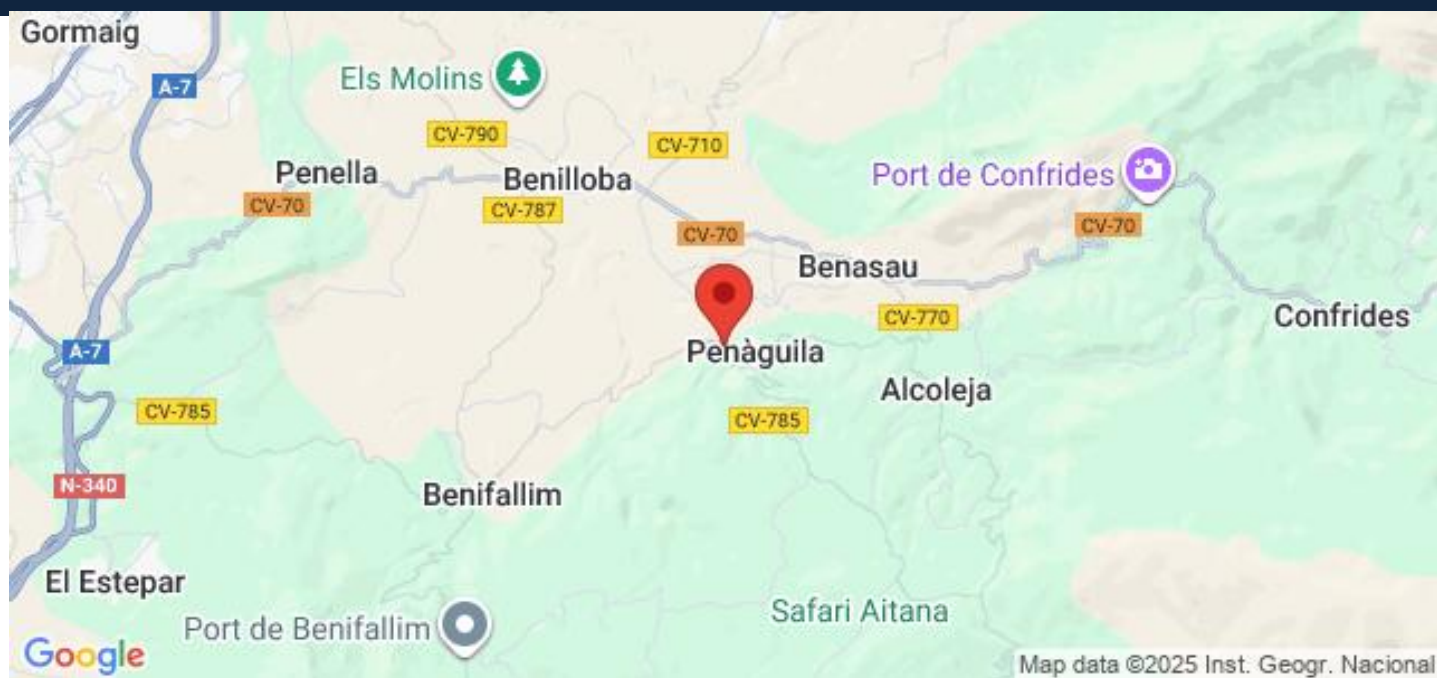 Gormaig
A-7
Els Molins
CV-790
CV-710
Penella
Benilloba
Port de Confrides
CV-70
CV-787
CV-70
CV-70
Benasau
CV-770
Confrides
A-7
Penàguila
Alcoleja
CV-785
CV-785
N-340
Benifallim
El Estepar
Safari Aitana
Port de Benifallim
Google
Map data ©2025 Inst. Geogr. Nacional